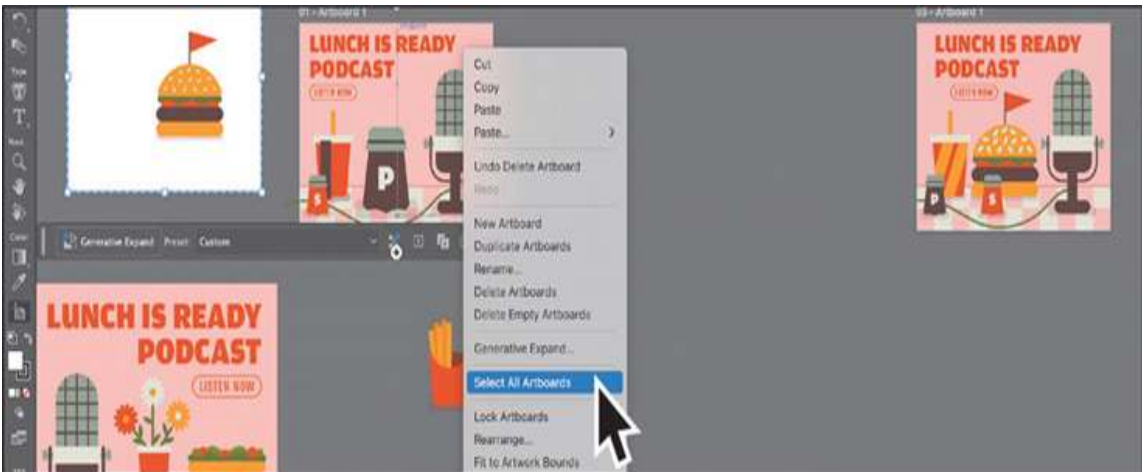 01 - Artboard 1
03 - Artboard 1
LUNCH IS READY
PODCAST
LISTEN NOW
P
S
LUNCH IS READY
PODCAST
LISTEN NOW
P
S
Type
T
Color
Generative Expand
Preset: Custom
LUNCH IS READY
PODCAST
LISTEN NOW
Cut
Copy
Paste
Paste...
Undo Delete Artboard
Redo
New Artboard
Duplicate Artboards
Rename...
Delete Artboards
Delete Empty Artboards
Generative Expand...
Select All Artboards
Lock Artboards
Rearrange...
Fit to Artwork Bounds